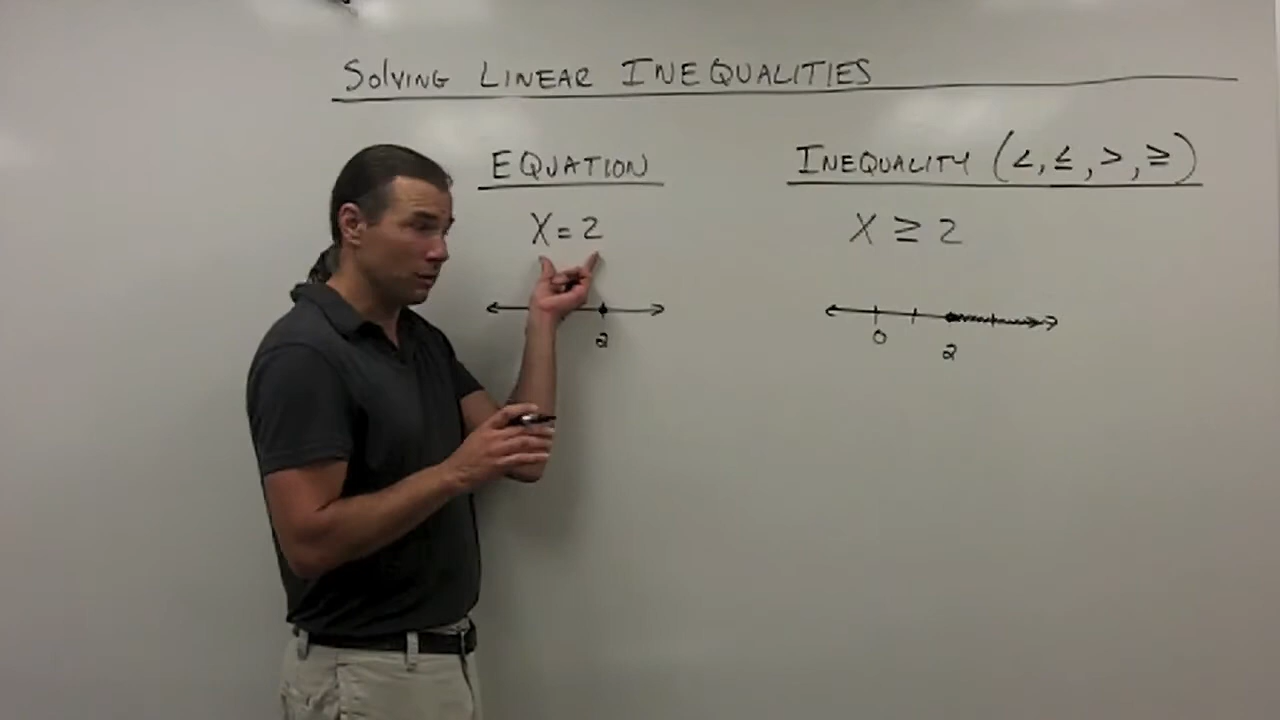 Solving LINEAR INEQUALITIES
EQUATION
X = 2
2
INEQUALITY (<, ≤, >, ≥)
X ≥ 2
0
2